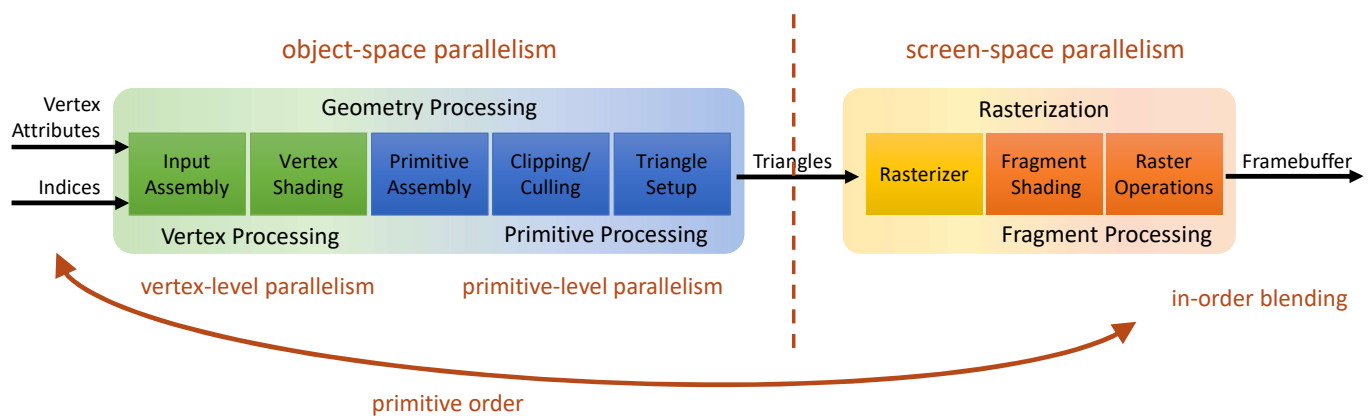 object-space parallelism
screen-space parallelism
Vertex
Attributes
Indices
Geometry Processing
Input
Assembly
Vertex
Shading
Primitive
Assembly
Clipping/
Culling
Triangle
Setup
Vertex Processing
Primitive Processing
Triangles
Rasterization
Rasterizer
Fragment
Shading
Raster
Operations
Fragment Processing
Framebuffer
vertex-level parallelism
primitive-level parallelism
in-order blending
primitive order